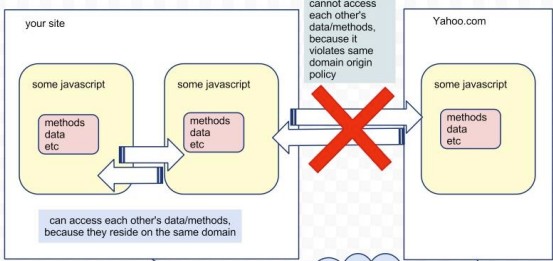 cannot access
each other's
data/methods,
because it
violates same
domain origin
policy
your site
Yahoo.com
some javascript
some javascript
some javascript
methods
data
etc
methods
data
etc
methods
data
etc
can access each other's data/methods,
because they reside on the same domain